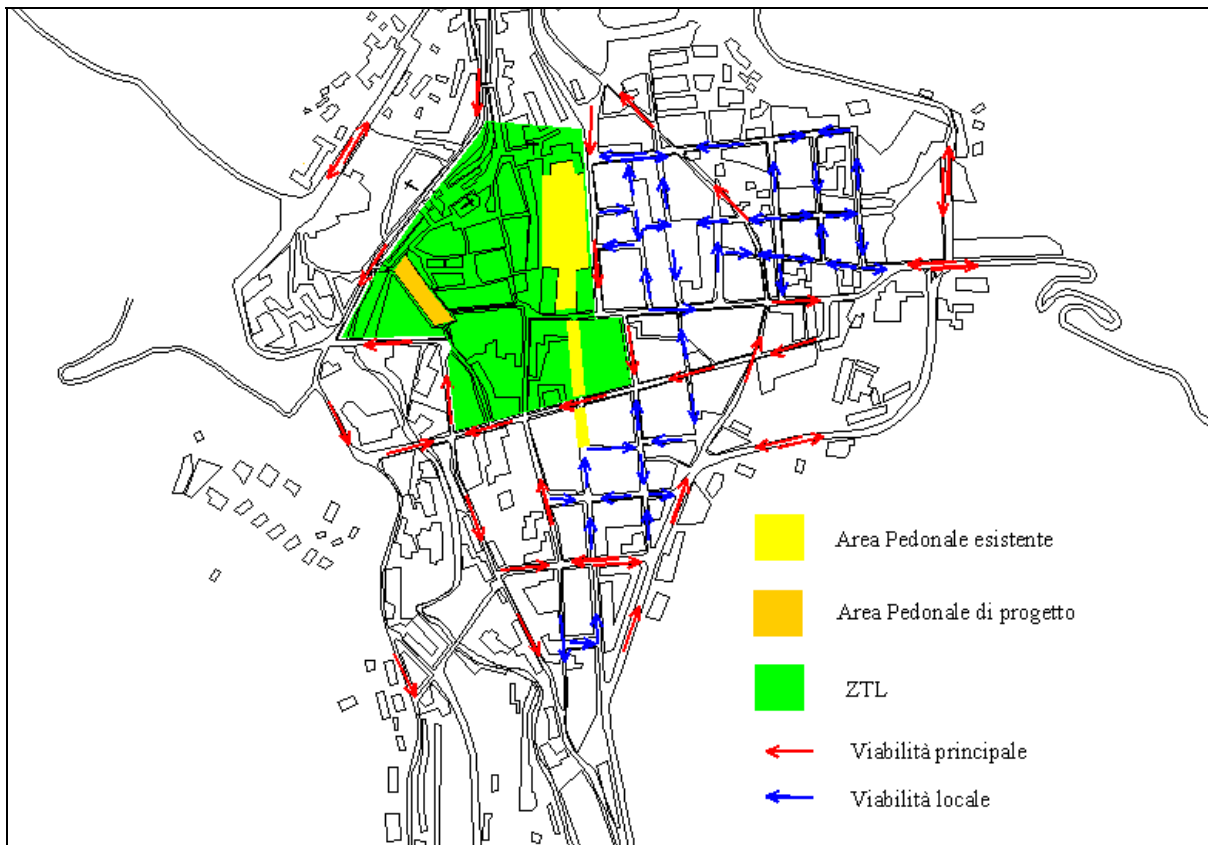 Area Pedonale esistente
Area Pedonale di progetto
ZTL
Viabilità principale
Viabilità locale